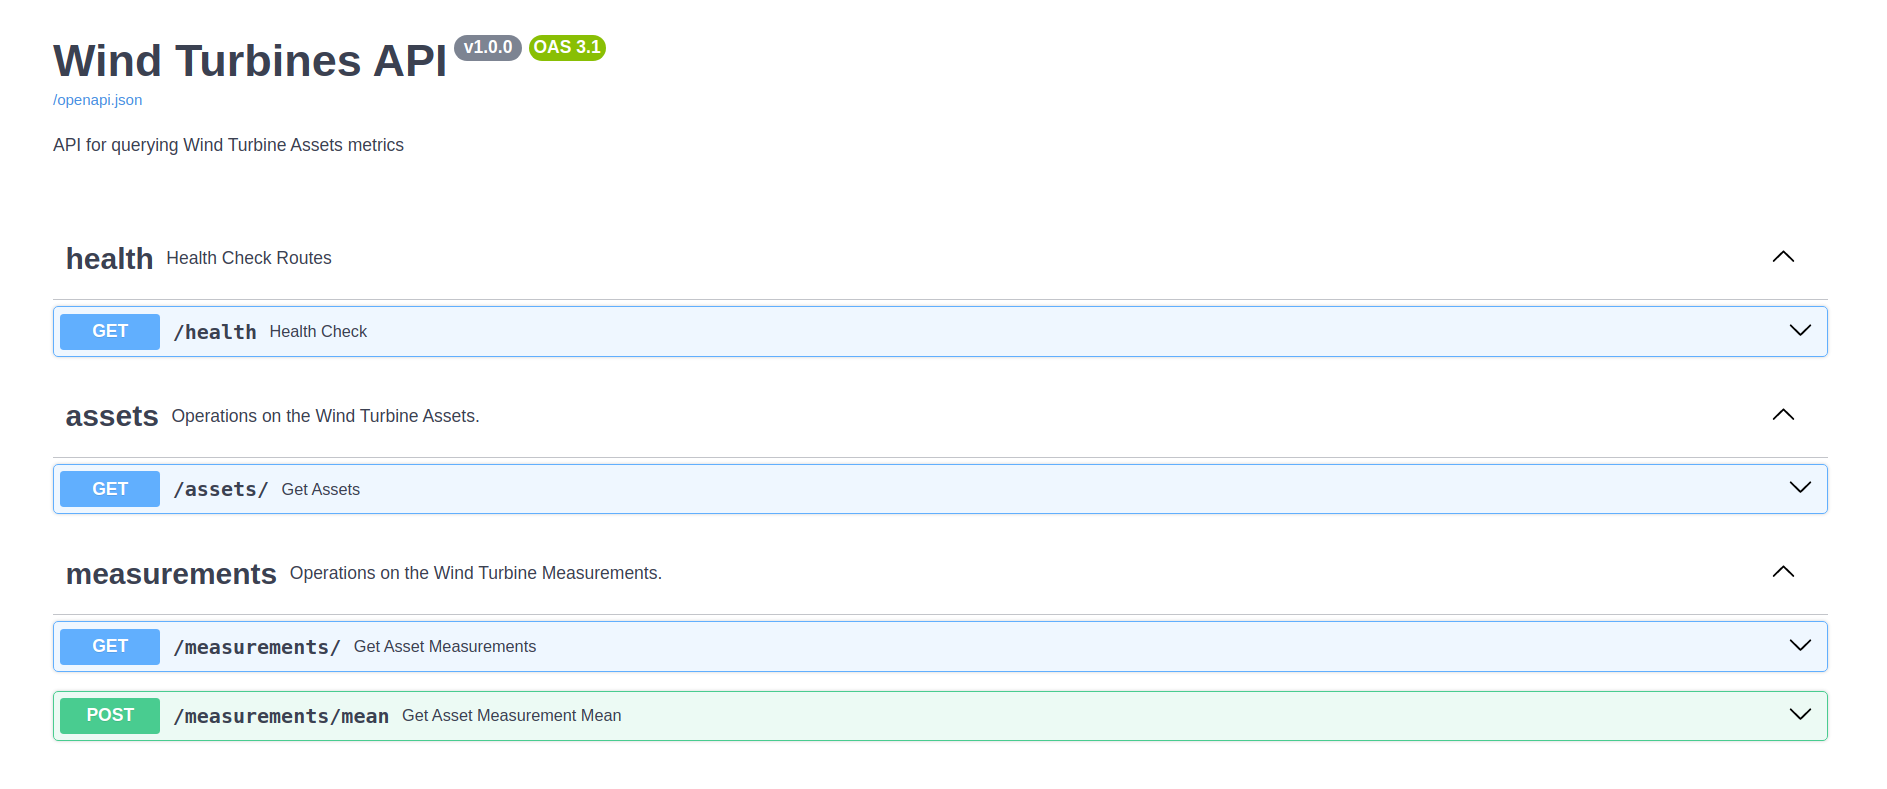 Wind Turbines API v1.0.0 OAS 3.1
/openapi.json
API for querying Wind Turbine Assets metrics
health Health Check Routes
GET /health Health Check
assets Operations on the Wind Turbine Assets.
GET /assets/ Get Assets
measurements Operations on the Wind Turbine Measurements.
GET /measurements/ Get Asset Measurements
POST /measurements/mean Get Asset Measurement Mean